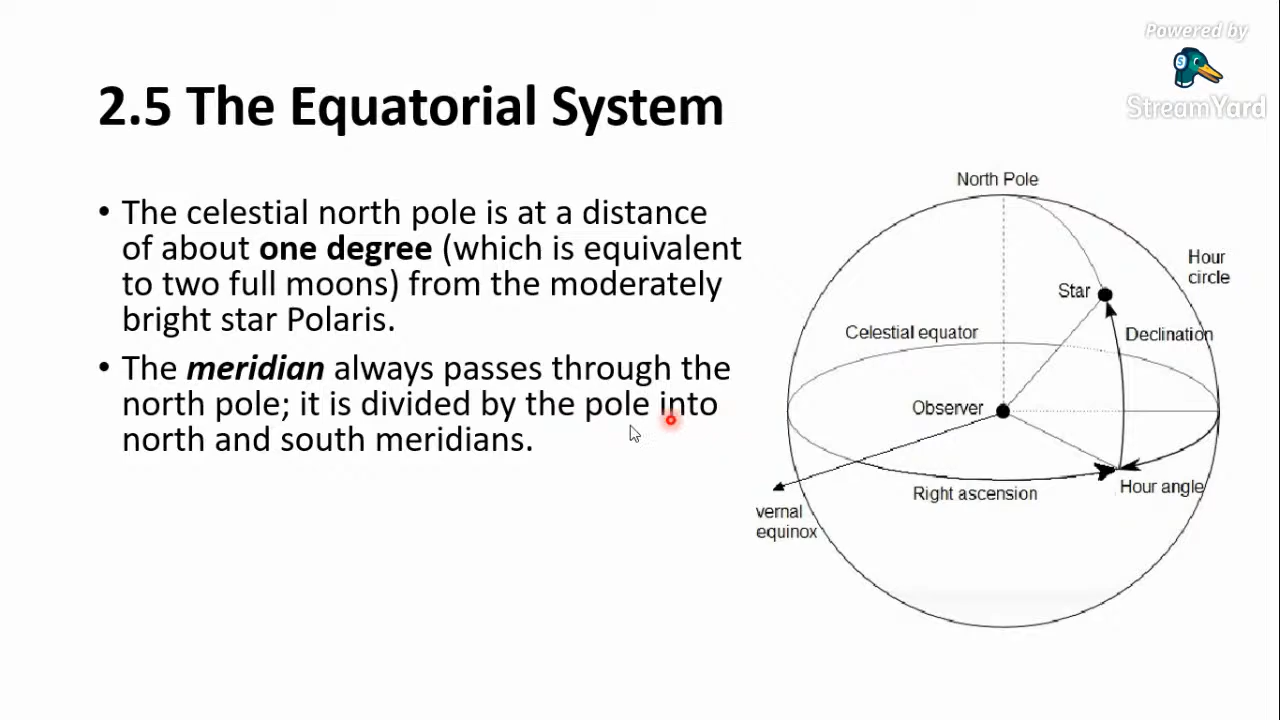 Powered by
StreamYard
2.5 The Equatorial System
• The celestial north pole is at a distance
of about one degree (which is equivalent
to two full moons) from the moderately
bright star Polaris.
• The meridian always passes through the
north pole; it is divided by the pole into
north and south meridians.
North Pole
Hour
circle
Star
Celestial equator
Declination
Observer
Right ascension
Hour angle
vernal
equinox